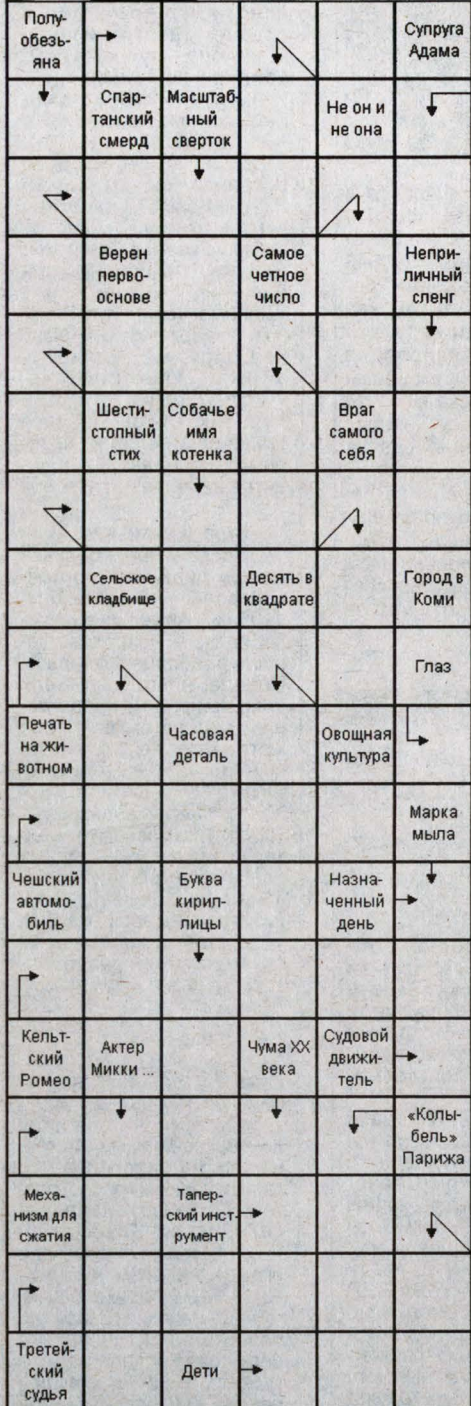 Полу-
обезь-
яна
Супруга
Адама
Спар-
танский
смерд
Масштаб-
ный
сверток
Не он и
не она
Верен
перво-
основе
Самое
четное
число
Непри-
личный
сленг
Шести-
стопный
стих
Собачье
имя
котенка
Враг
самого
себя
Сельское
кладбище
Десять в
квадрате
Город в
Коми
Глаз
Печать
на жи-
вотном
Часовая
деталь
Овощная
культура
Марка
мыла
Чешский
автомо-
биль
Буква
кирил-
лицы
Назна-
ченный
день
Кельт-
ский
Ромео
Актер
Микки ...
Чума XX
века
Судовой
движи-
тель
«Колы-
бель»
Парижа
Меха-
низм для
сжатия
Тапер-
ский инст-
румент
Третей-
ский
судья
Дети